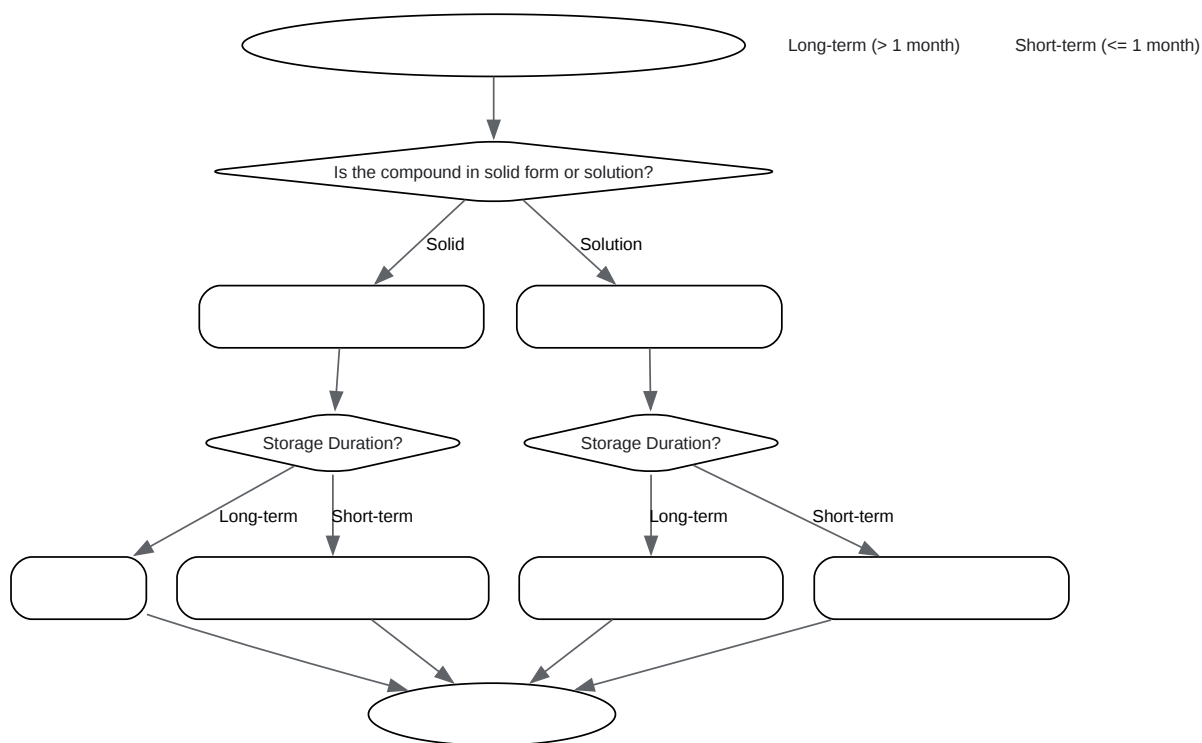 Long-term (> 1 month)
Short-term (<= 1 month)
Is the compound in solid form or solution?
Solid
Solution
Storage Duration?
Storage Duration?
Long-term
Short-term
Long-term
Short-term